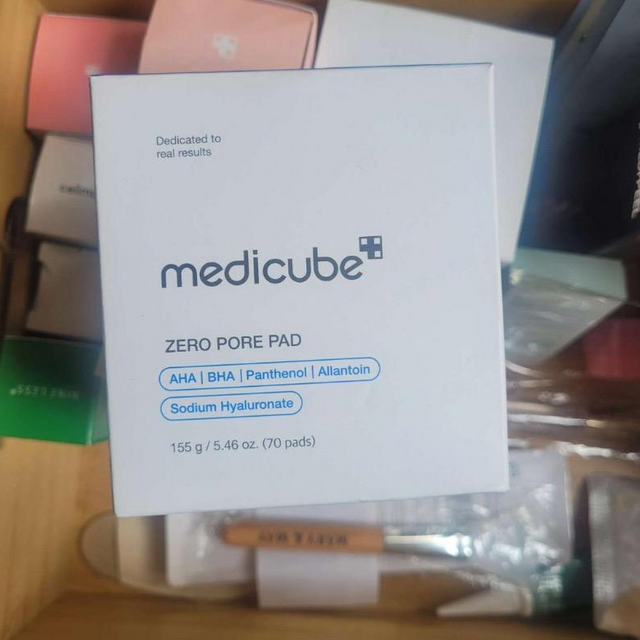 Dedicated to
real results
medicube
ZERO PORE PAD
AHA | BHA | Panthenol | Allantoin
Sodium Hyaluronate
155 g / 5.46 oz. (70 pads)